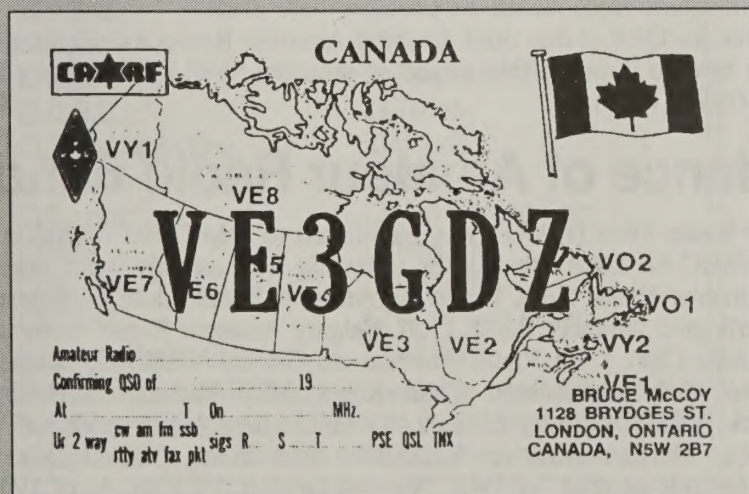 CANADA
CARF
VY1
VE8
VE3GDZ
VE7
VE6
VE5
VE4
VE3
VE2
VO2
VO1
VY2
VE1
Amateur Radio
Confirming QSO of ............ 19......
At ............ T On ............ MHz.
Ur 2 way cw am fm ssb sigs R.....S.....T..... PSE QSL TNX
rtty atv fax pkt
BRUCE McCOY
1128 BRYDGES ST.
LONDON, ONTARIO
CANADA, N5W 2B7